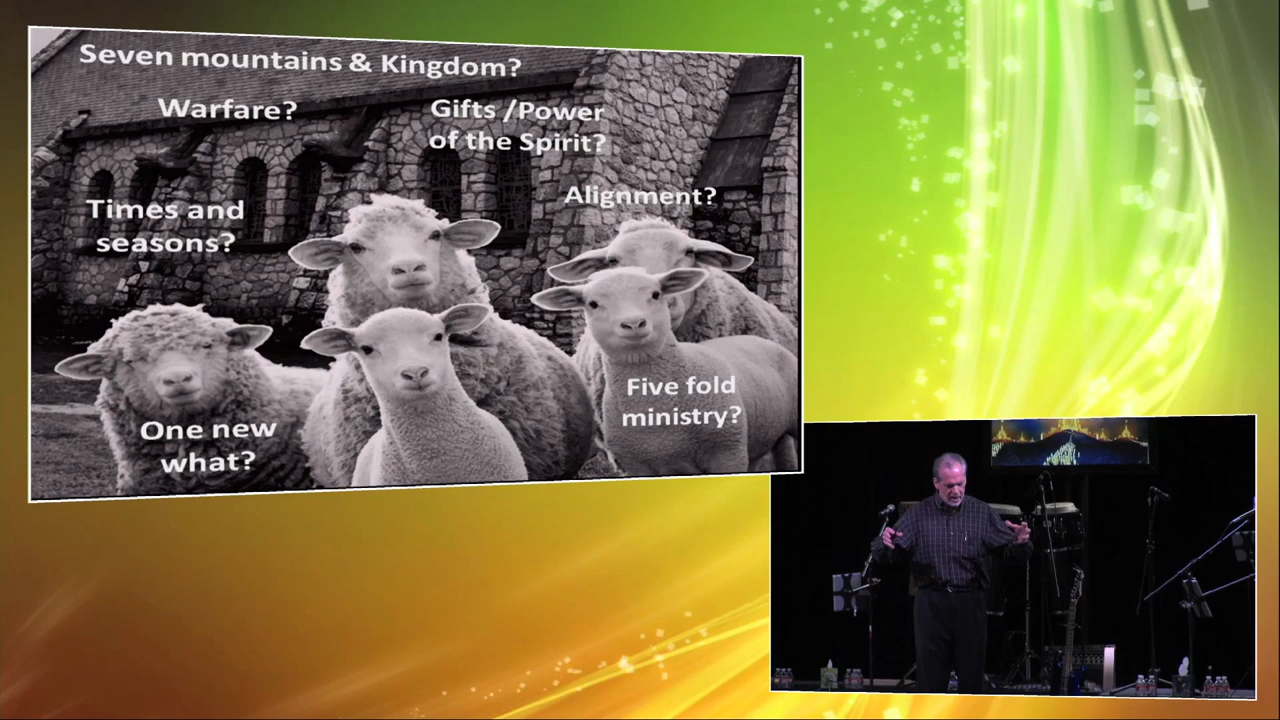 Seven mountains & Kingdom?
Warfare?
Gifts /Power
of the Spirit?
Alignment?
Times and
seasons?
Five fold
ministry?
One new
what?